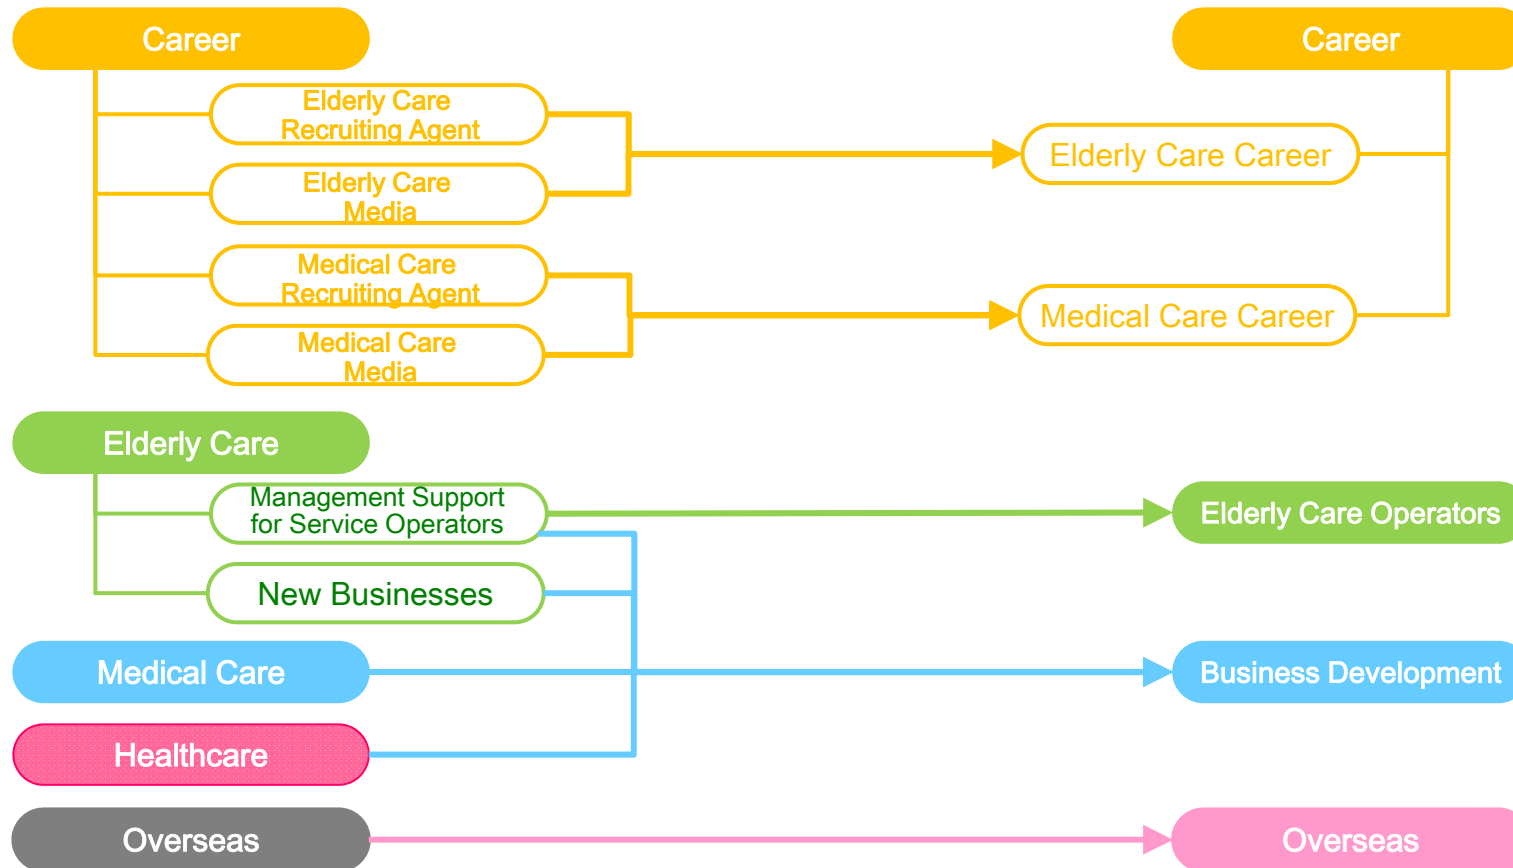 Career
Career
Elderly Care
Recruiting Agent
Elderly Care
Media
Elderly Care Career
Medical Care
Recruiting Agent
Medical Care
Media
Medical Care Career
Elderly Care
Management Support
for Service Operators
Elderly Care Operators
New Businesses
Medical Care
Business Development
Healthcare
Overseas
Overseas